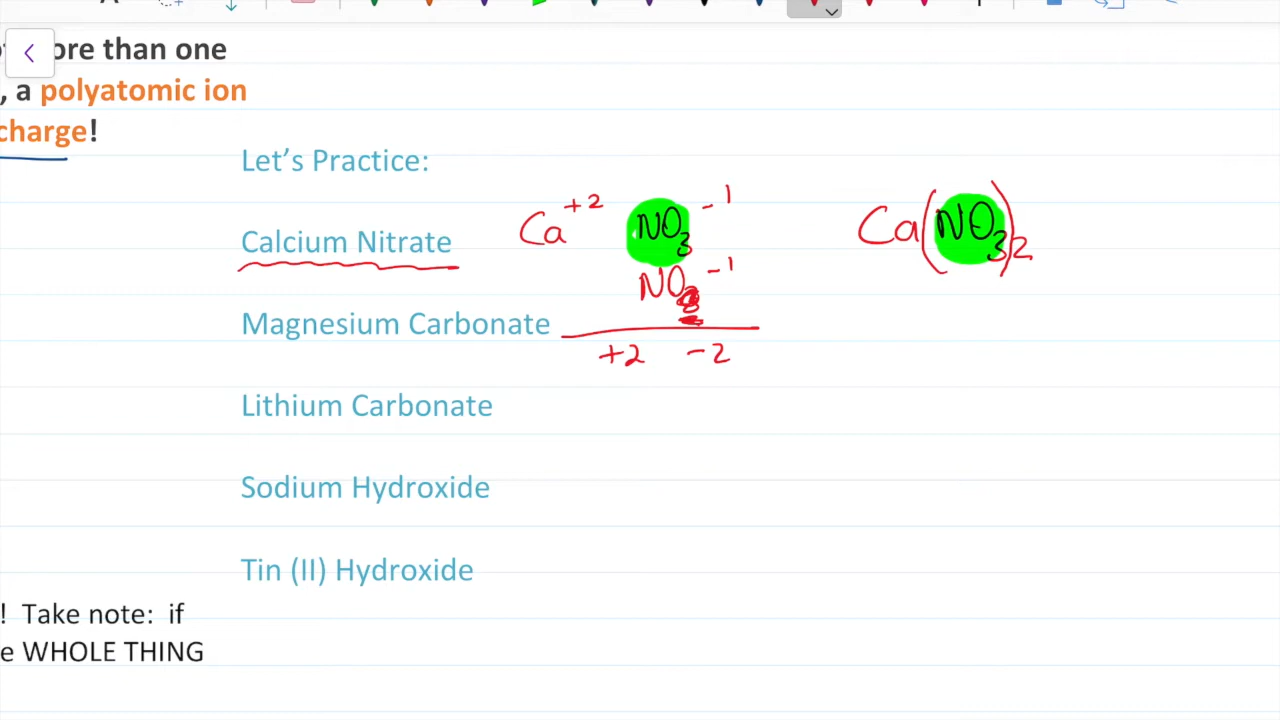 ore than one
, a polyatomic ion
charge!
Let's Practice:
Ca+2 NO3 -1 Ca(NO3)2
Calcium Nitrate
NO3 -1
Magnesium Carbonate
+2 -2
Lithium Carbonate
Sodium Hydroxide
Tin (II) Hydroxide
! Take note: if
e WHOLE THING